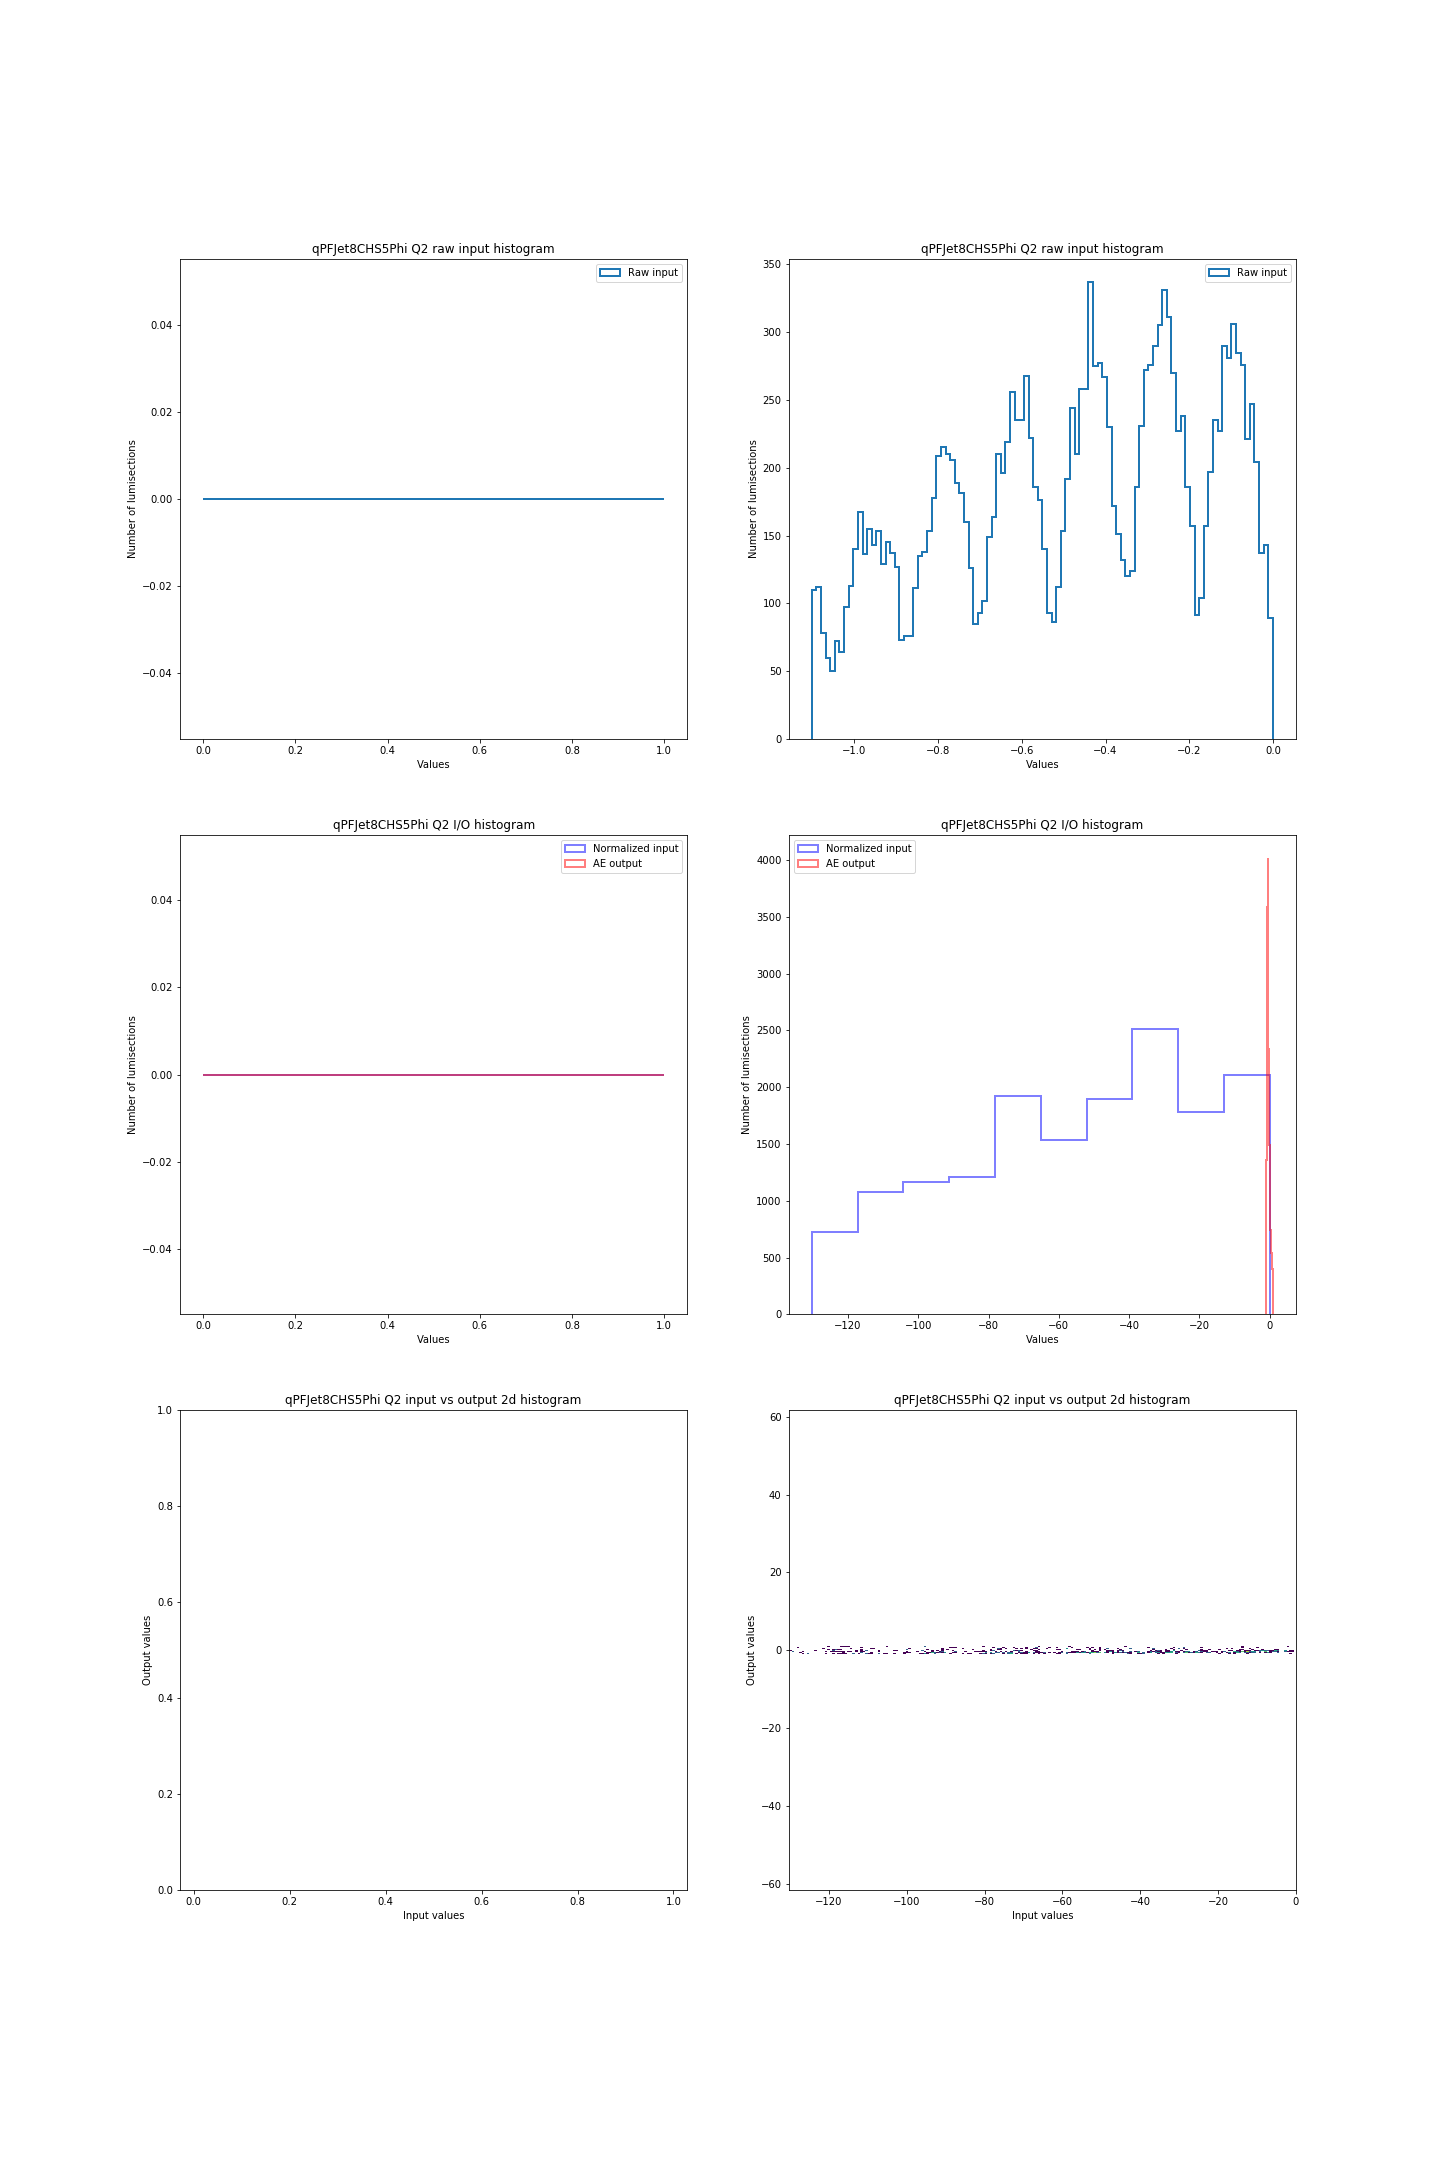 qPFJet8CHS5Phi Q2 raw input histogram
Raw input
0.04
0.02
0.00
−0.02
−0.04
Number of lumisections
0.0 0.2 0.4 0.6 0.8 1.0
Values
qPFJet8CHS5Phi Q2 raw input histogram
Raw input
350
300
250
200
150
100
50
0
Number of lumisections
−1.0 −0.8 −0.6 −0.4 −0.2 0.0
Values
qPFJet8CHS5Phi Q2 I/O histogram
Normalized input
AE output
0.04
0.02
0.00
−0.02
−0.04
Number of lumisections
0.0 0.2 0.4 0.6 0.8 1.0
Values
qPFJet8CHS5Phi Q2 I/O histogram
Normalized input
AE output
4000
3500
3000
2500
2000
1500
1000
500
0
Number of lumisections
−120 −100 −80 −60 −40 −20 0
Values
qPFJet8CHS5Phi Q2 input vs output 2d histogram
1.0
0.8
0.6
0.4
0.2
0.0
Output values
0.0 0.2 0.4 0.6 0.8 1.0
Input values
qPFJet8CHS5Phi Q2 input vs output 2d histogram
60
40
20
0
−20
−40
−60
Output values
−120 −100 −80 −60 −40 −20 0
Input values